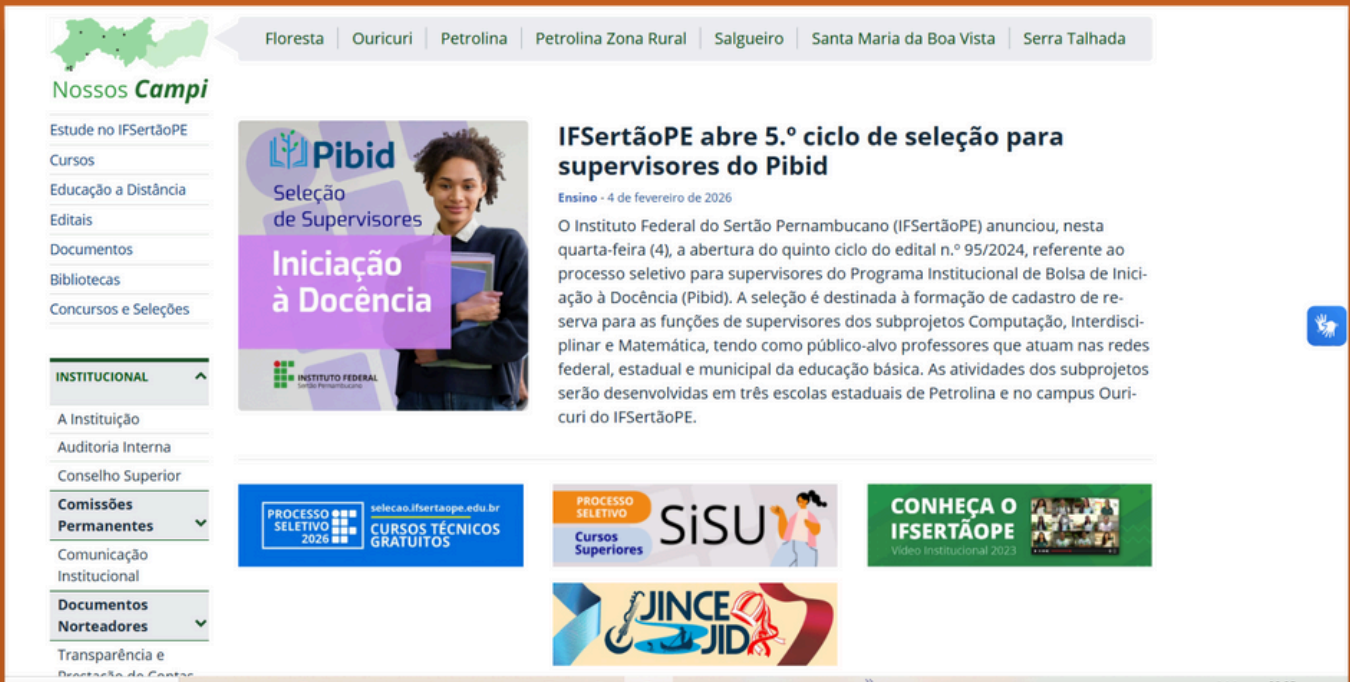 Floresta
Ouricuri
Petrolina
Petrolina Zona Rural
Salgueiro
Santa Maria da Boa Vista
Serra Talhada
Nossos Campi
Estude no IFSertãoPE
Cursos
Educação a Distância
Editais
Documentos
Bibliotecas
Concursos e Seleções
INSTITUCIONAL
A Instituição
Auditoria Interna
Conselho Superior
Comissões
Permanentes
Comunicação
Institucional
Documentos
Norteadores
Transparência e
Prestação de Contas
Pibid
Seleção
de Supervisores
Iniciação
à Docência
INSTITUTO FEDERAL
Sertão Pernambucano
IFSertãoPE abre 5.º ciclo de seleção para
supervisores do Pibid
Ensino - 4 de fevereiro de 2026
O Instituto Federal do Sertão Pernambucano (IFSertãoPE) anunciou, nesta
quarta-feira (4), a abertura do quinto ciclo do edital n.º 95/2024, referente ao
processo seletivo para supervisores do Programa Institucional de Bolsa de Inici-
ação à Docência (Pibid). A seleção é destinada à formação de cadastro de re-
serva para as funções de supervisores dos subprojetos Computação, Interdisci-
plinar e Matemática, tendo como público-alvo professores que atuam nas redes
federal, estadual e municipal da educação básica. As atividades dos subprojetos
serão desenvolvidas em três escolas estaduais de Petrolina e no campus Ouri-
curi do IFSertãoPE.
PROCESSO
SELETIVO
2026
selecao.ifsertaope.edu.br
CURSOS TÉCNICOS
GRATUITOS
PROCESSO
SELETIVO
Cursos
Superiores
SiSU
CONHEÇA O
IFSERTÃOPE
Vídeo Institucional 2023
JINCE
JID